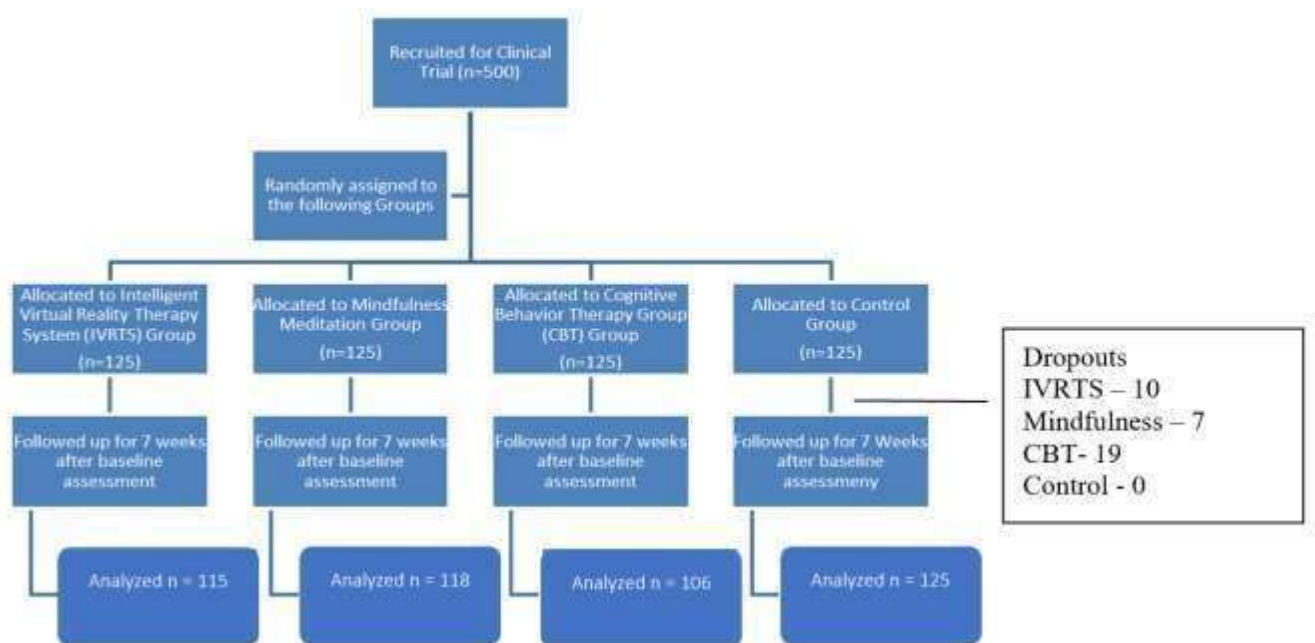 Recruited for Clinical
Trial (n=500)
Randomly assigned to
the following Groups
Allocated to Intelligent
Virtual Reality Therapy
System (IVRTS) Group
(n=125)
Allocated to Mindfulness
Meditation Group
(n=125)
Allocated to Cognitive
Behavior Therapy Group
(CBT) Group
(n=125)
Allocated to Control
Group
(n=125)
Followed up for 7 weeks
after baseline
assessment
Followed up for 7 weeks
after baseline
assessment
Followed up for 7 weeks
after baseline
assessment
Followed up for 7 Weeks
after baseline
assessmeny
Dropouts
IVRTS – 10
Mindfulness – 7
CBT- 19
Control - 0
Analyzed n = 115
Analyzed n = 118
Analyzed n = 106
Analyzed n = 125